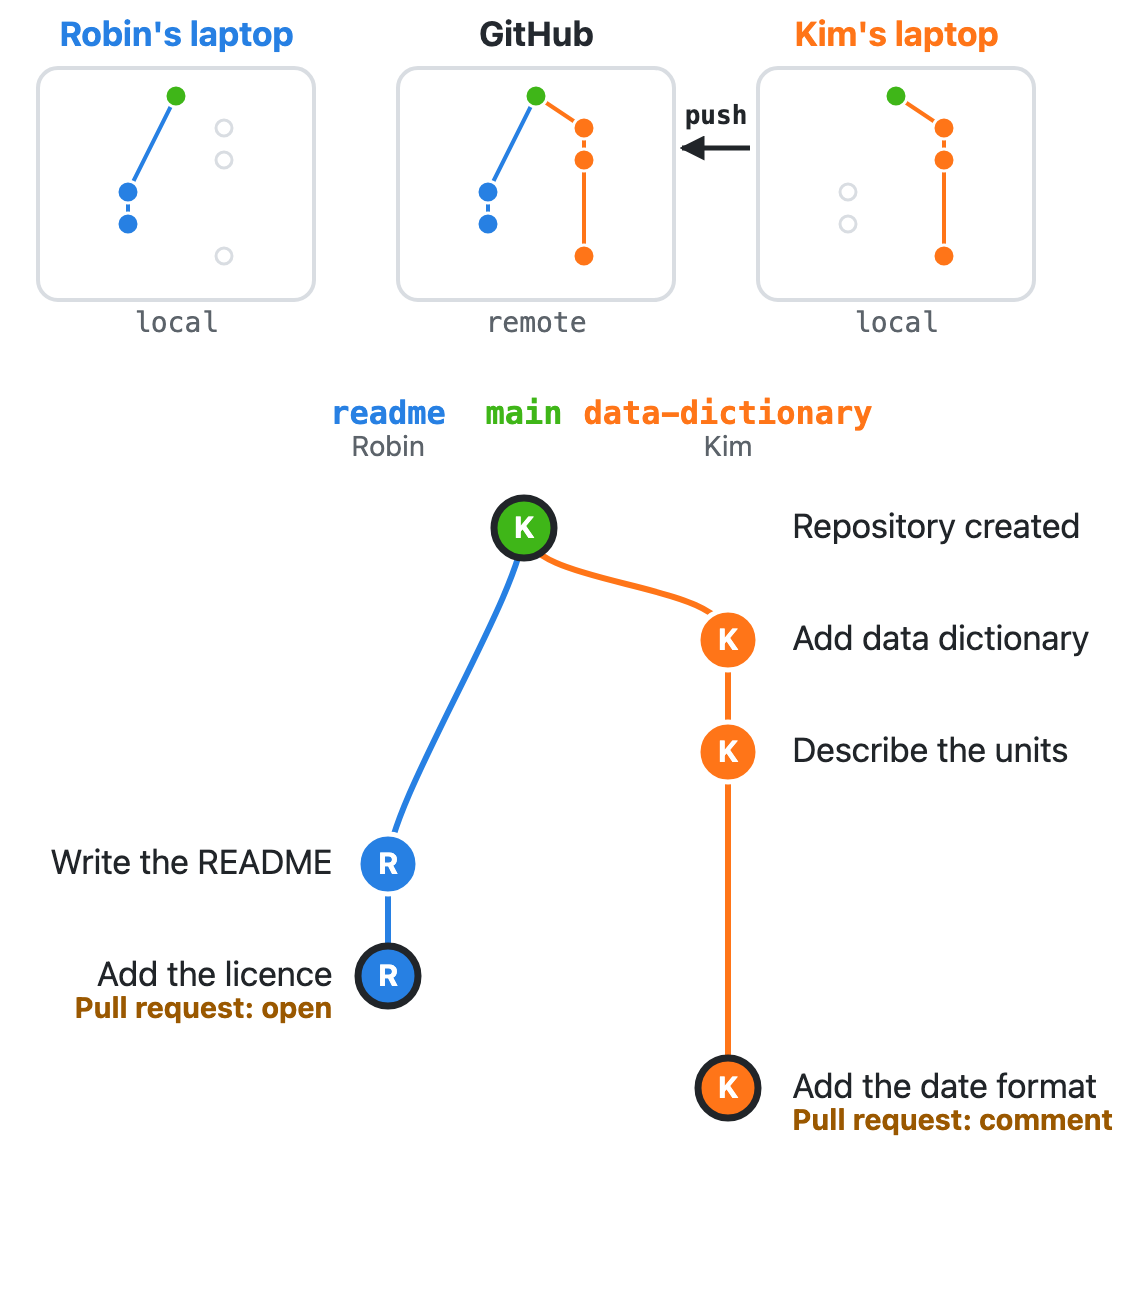 Robin's laptop
GitHub
Kim's laptop
push
local
remote
local
readme
main
data-dictionary
Robin
Kim
K
Repository created
K
Add data dictionary
K
Describe the units
Write the README
R
Add the licence
R
Pull request: open
K
Add the date format
Pull request: comment